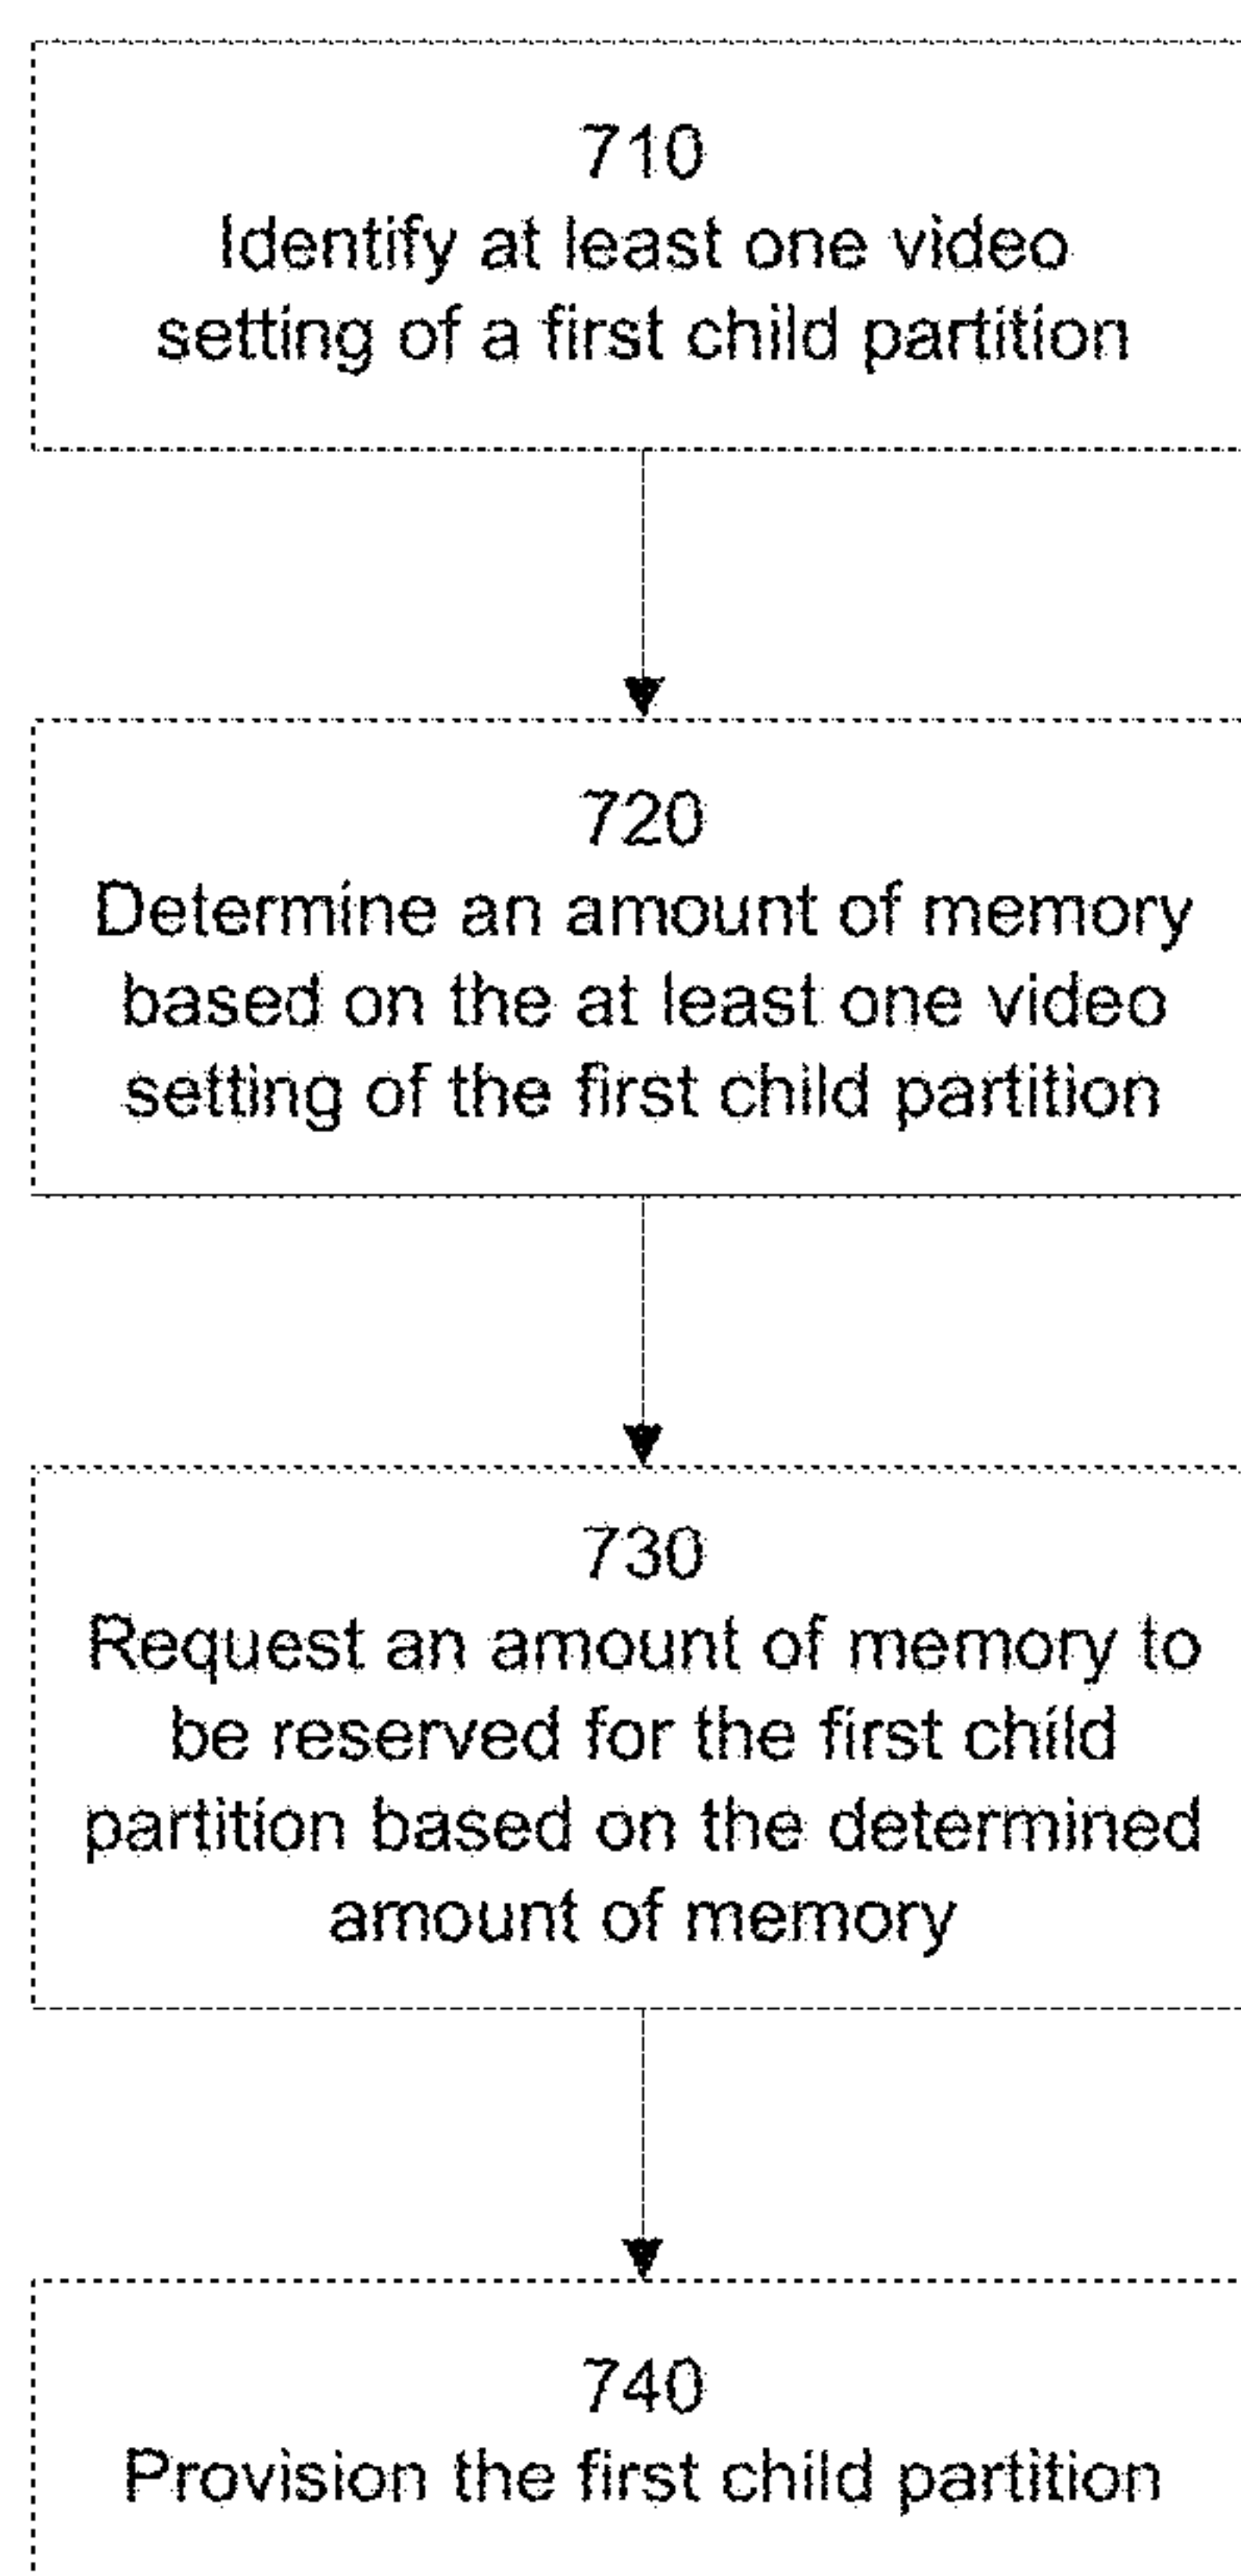 710
Identify at least one video
setting of a first child partition
720
Determine an amount of memory
based on the at least one video
setting of the first child partition
730
Request an amount of memory to
be reserved for the first child
partition based on the determined
amount of memory
740
Provision the first child partition